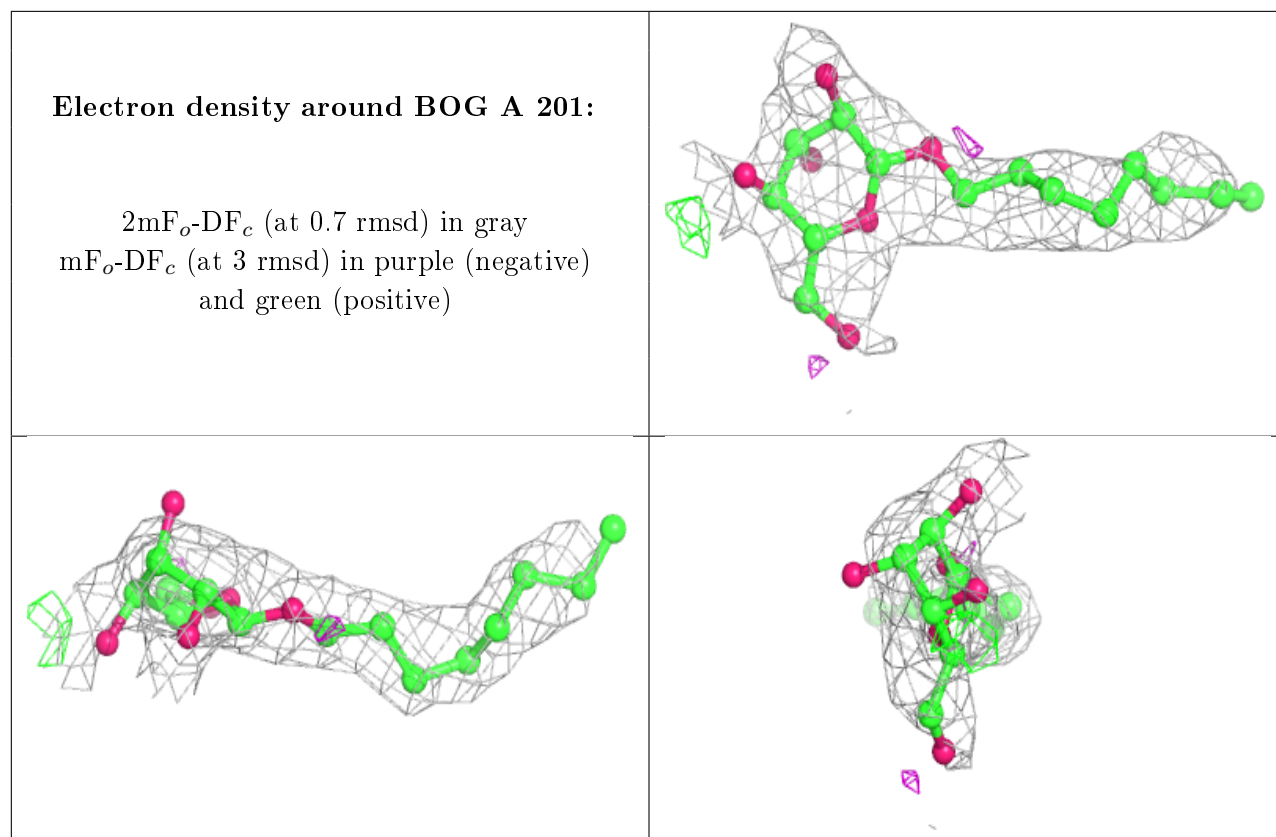 Electron density around BOG A 201:
2mFo-DFc (at 0.7 rmsd) in gray
mFo-DFc (at 3 rmsd) in purple (negative)
and green (positive)